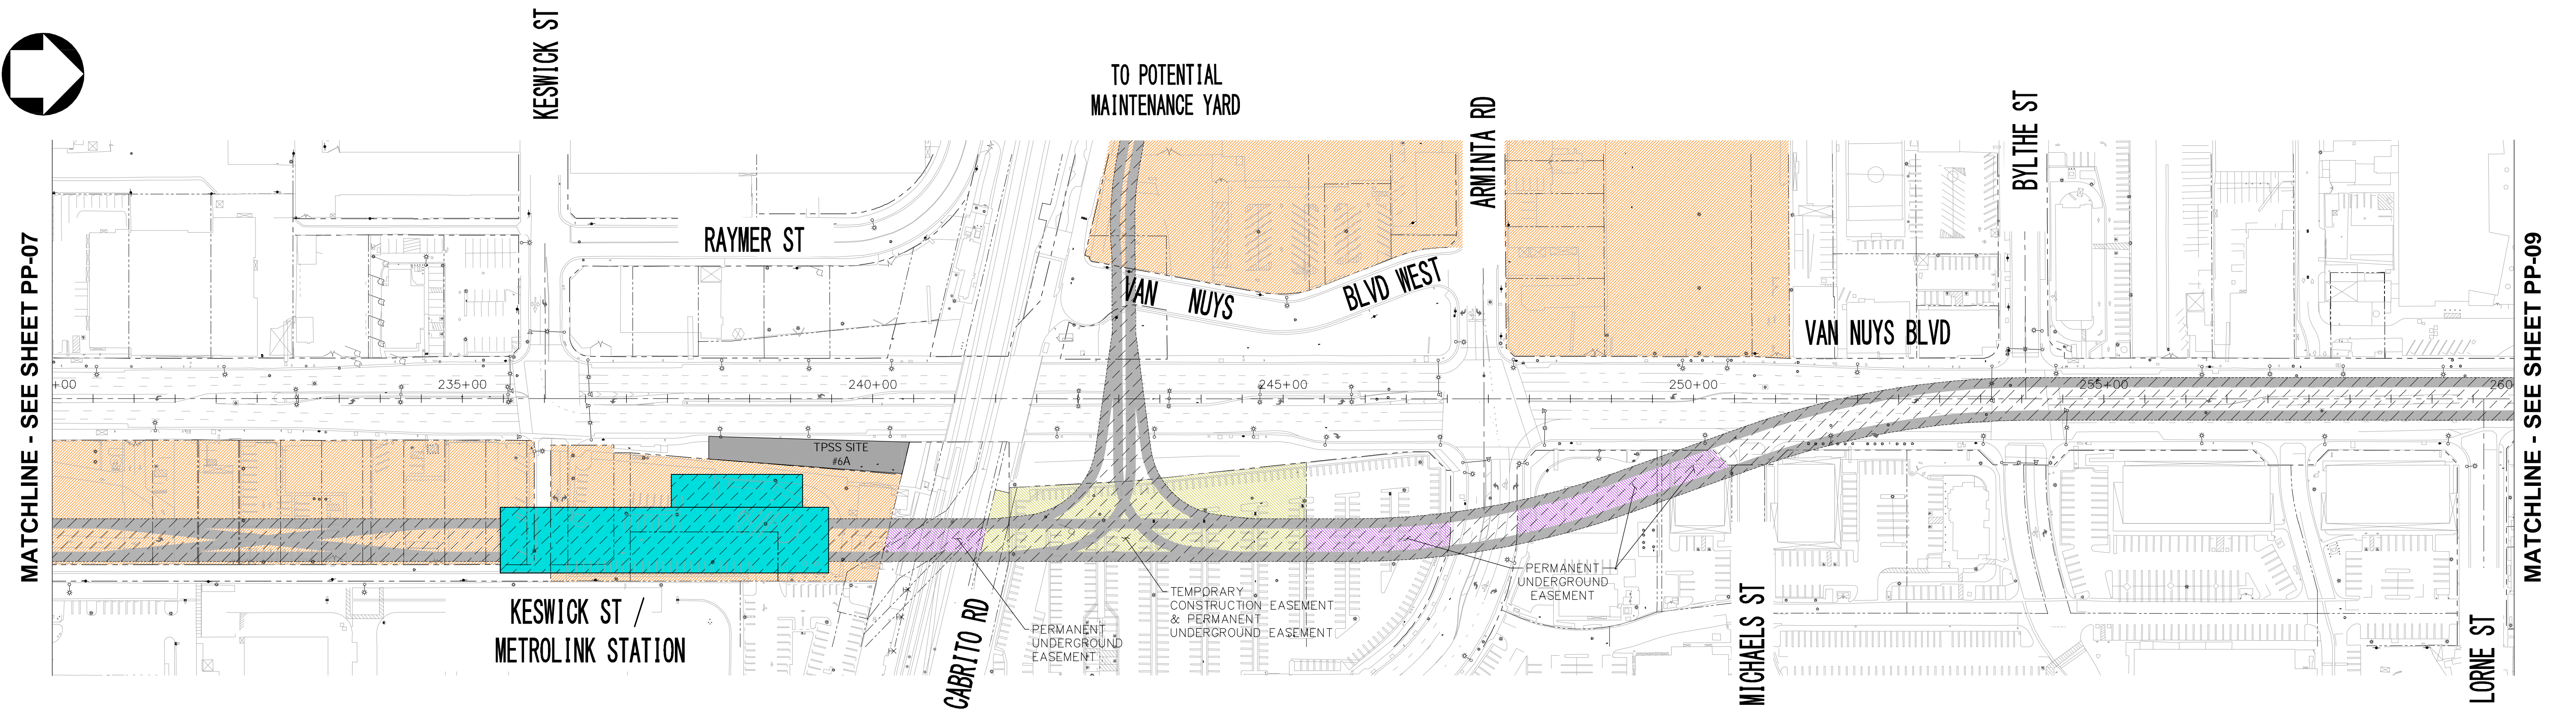 KESWICK ST
TO POTENTIAL
MAINTENANCE YARD
ARMINTA RD
BYLTHE ST
RAYMER ST
VAN NUYS
BLVD WEST
VAN NUYS BLVD
MATCHLINE - SEE SHEET PP-07
MATCHLINE - SEE SHEET PP-09
+00
235+00
240+00
245+00
250+00
255+00
260
TPSS SITE
#6A
PERMANENT
UNDERGROUND
EASEMENT
TEMPORARY
CONSTRUCTION EASEMENT
& PERMANENT
UNDERGROUND EASEMENT
PERMANENT
UNDERGROUND
EASEMENT
KESWICK ST /
METROLINK STATION
CABRITO RD
MICHAELS ST
LORNE ST